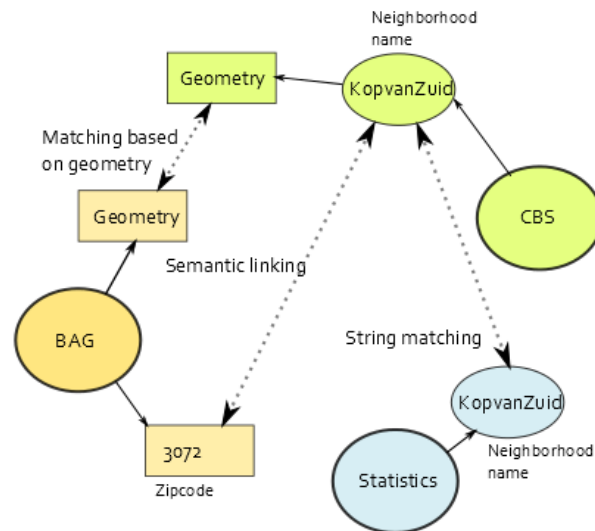 Neighborhood
name
Geometry
KopvanZuid
Matching based
on geometry
Geometry
CBS
Semantic linking
BAG
String matching
KopvanZuid
3072
Neighborhood
name
Statistics
Zipcode